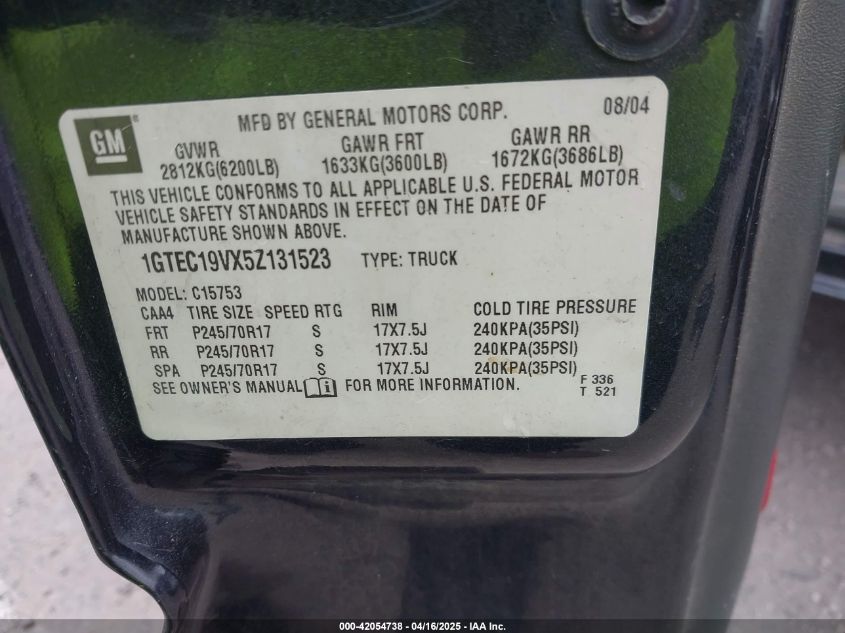 MFD BY GENERAL MOTORS CORP. 08/04
GM
GVWR GAWR FRT GAWR RR
2812KG(6200LB) 1633KG(3600LB) 1672KG(3686LB)
THIS VEHICLE CONFORMS TO ALL APPLICABLE U.S. FEDERAL MOTOR
VEHICLE SAFETY STANDARDS IN EFFECT ON THE DATE OF
MANUFACTURE SHOWN ABOVE.
1GTEC19VX5Z131523 TYPE: TRUCK
MODEL: C15753
CAA4 TIRE SIZE SPEED RTG RIM COLD TIRE PRESSURE
FRT P245/70R17 S 17X7.5J 240KPA(35PSI)
RR P245/70R17 S 17X7.5J 240KPA(35PSI)
SPA P245/70R17 S 17X7.5J 240KPA(35PSI)
SEE OWNER'S MANUAL i FOR MORE INFORMATION. F 336
T 521
000-42054738 - 04/16/2025 - IAA Inc.